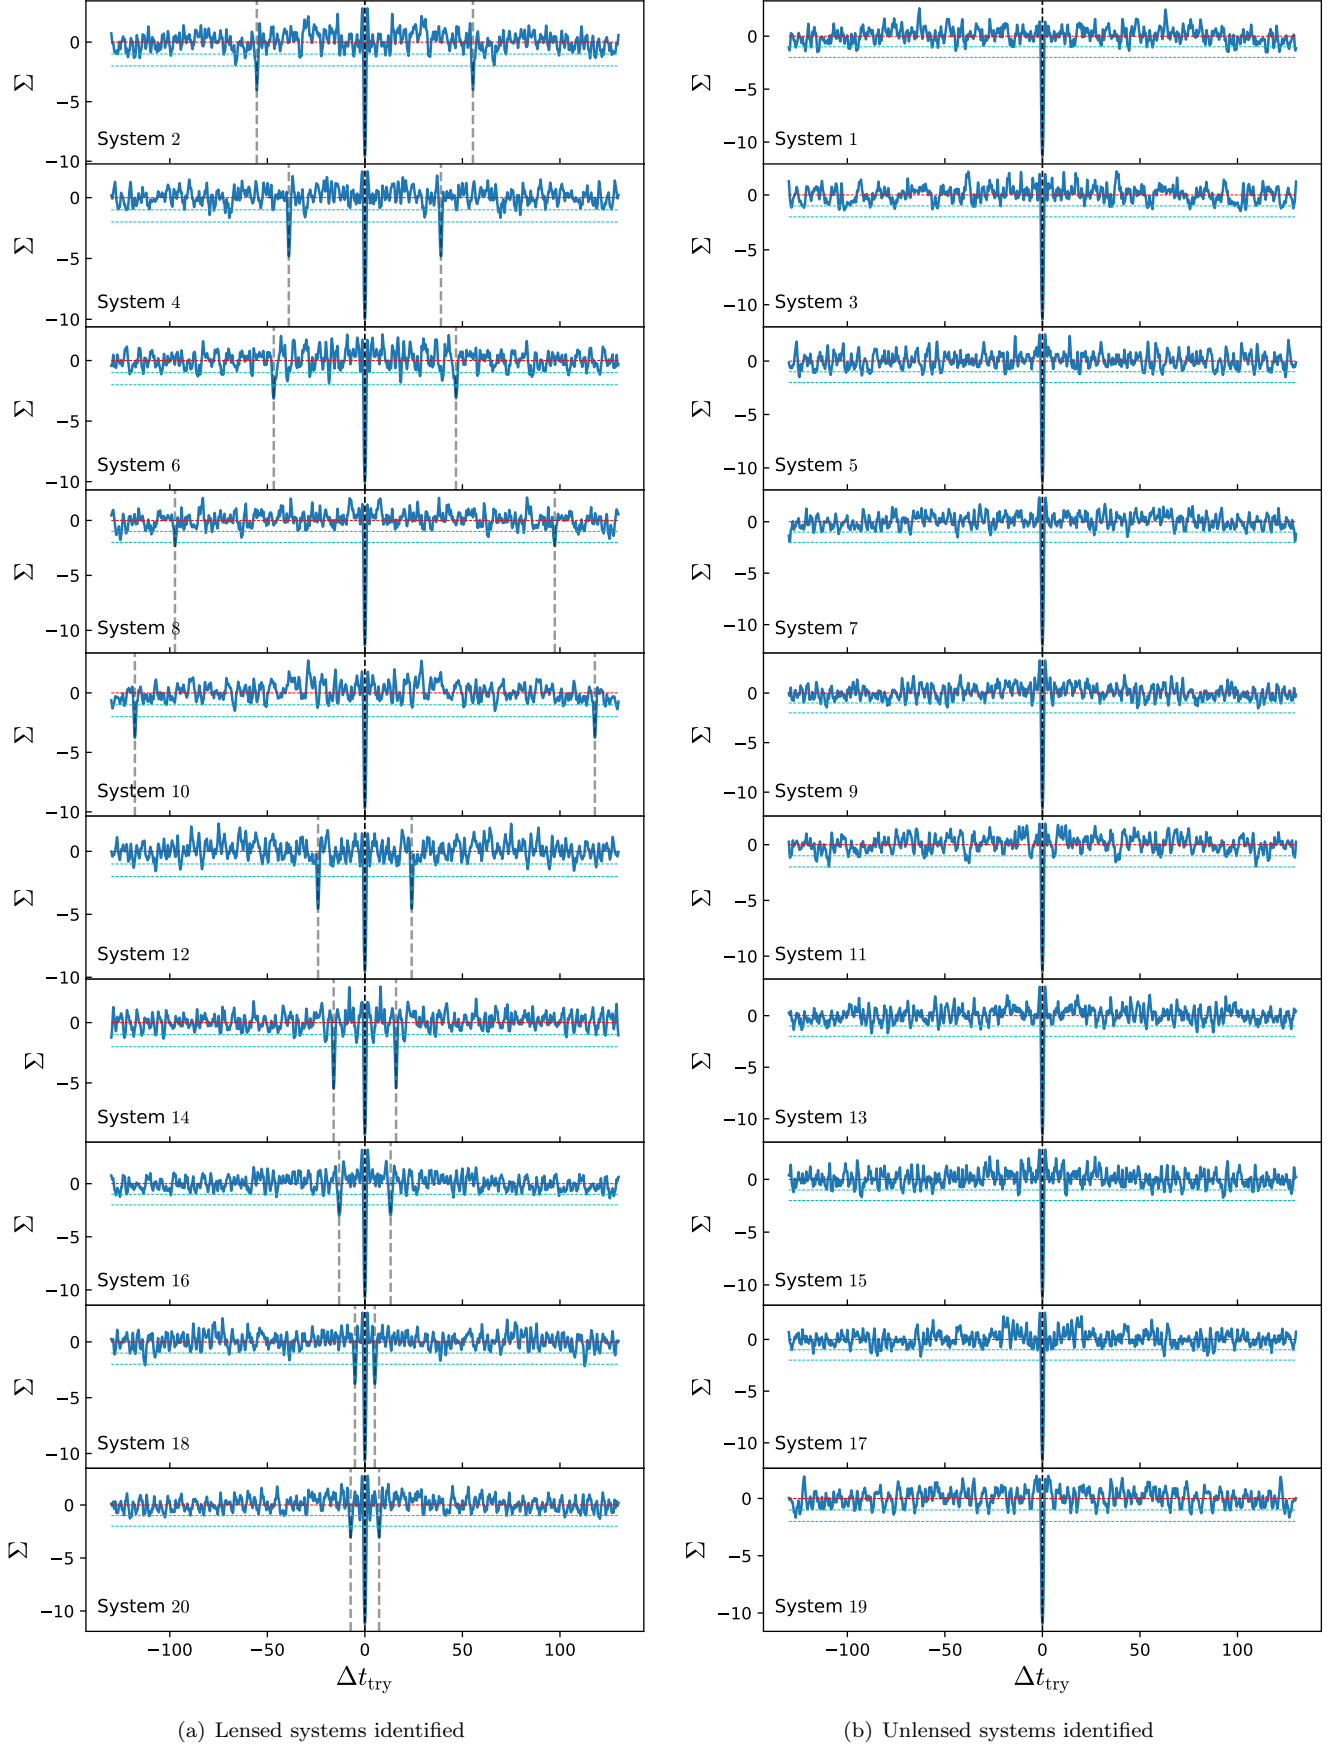 0
−5
−10
Σ
System 2
0
−5
−10
Σ
System 4
0
−5
−10
Σ
System 6
0
−5
−10
Σ
System 8
0
−5
−10
Σ
System 10
0
−5
−10
Σ
System 12
0
−5
Σ
System 14
0
−5
−10
Σ
System 16
0
−5
−10
Σ
System 18
0
−5
−10
Σ
System 20
−100 −50 0 50 100
Δt_try
(a) Lensed systems identified
0
−5
−10
Σ
System 1
0
−5
−10
Σ
System 3
0
−5
−10
Σ
System 5
0
−5
−10
Σ
System 7
0
−5
−10
Σ
System 9
0
−5
−10
Σ
System 11
0
−5
−10
Σ
System 13
0
−5
−10
Σ
System 15
0
−5
−10
Σ
System 17
0
−5
−10
Σ
System 19
−100 −50 0 50 100
Δt_try
(b) Unlensed systems identified